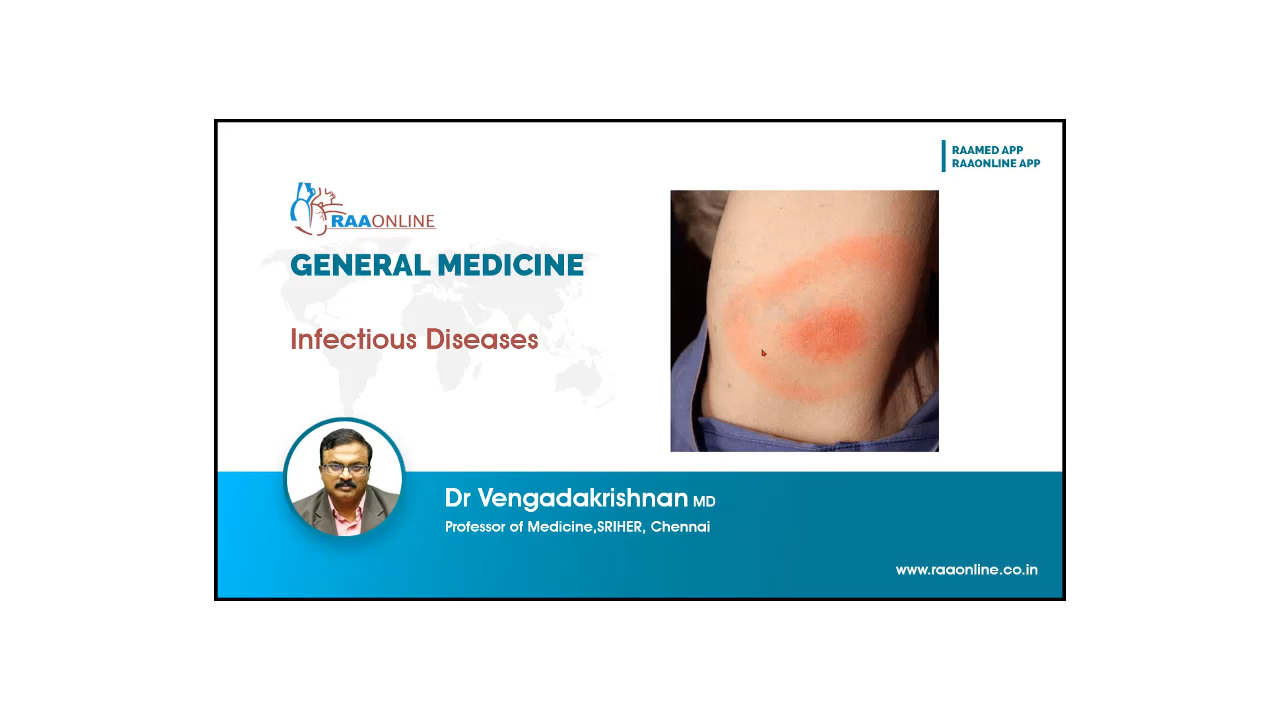 RAAMED APP
RAAONLINE APP
RAAONLINE
GENERAL MEDICINE
Infectious Diseases
Dr Vengadakrishnan MD
Professor of Medicine,SRIHER, Chennai
www.raaonline.co.in